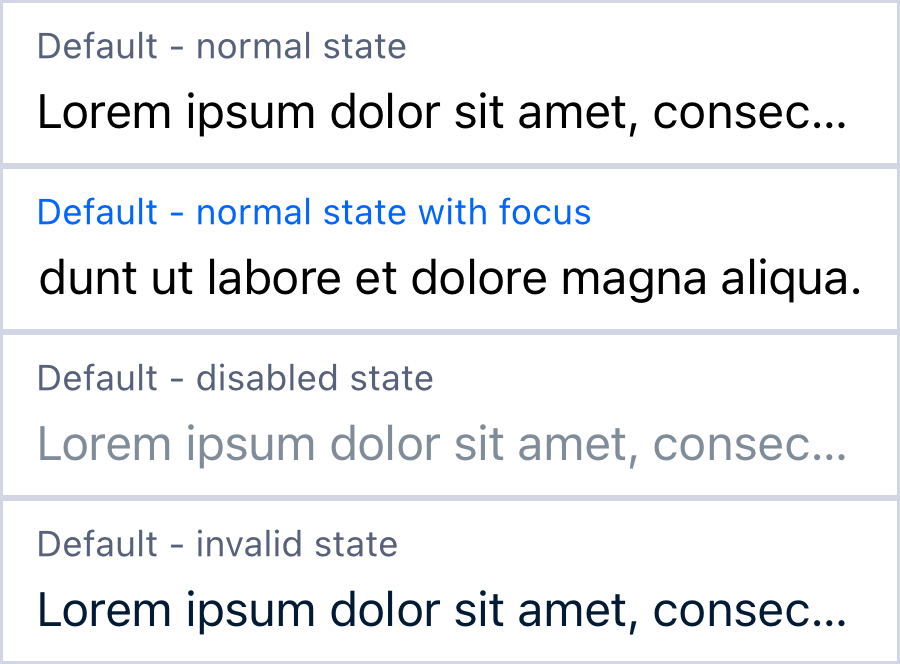 Default - normal state
Lorem ipsum dolor sit amet, consec...
Default - normal state with focus
dunt ut labore et dolore magna aliqua.
Default - disabled state
Lorem ipsum dolor sit amet, consec...
Default - invalid state
Lorem ipsum dolor sit amet, consec...